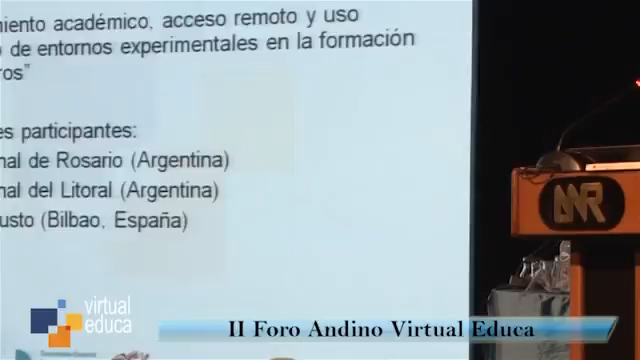 miento académico, acceso remoto y uso
o de entornos experimentales en la formación
ros"
es participantes:
nal de Rosario (Argentina)
nal del Litoral (Argentina)
usto (Bilbao, España)
ANR
virtual
educa
II Foro Andino Virtual Educa